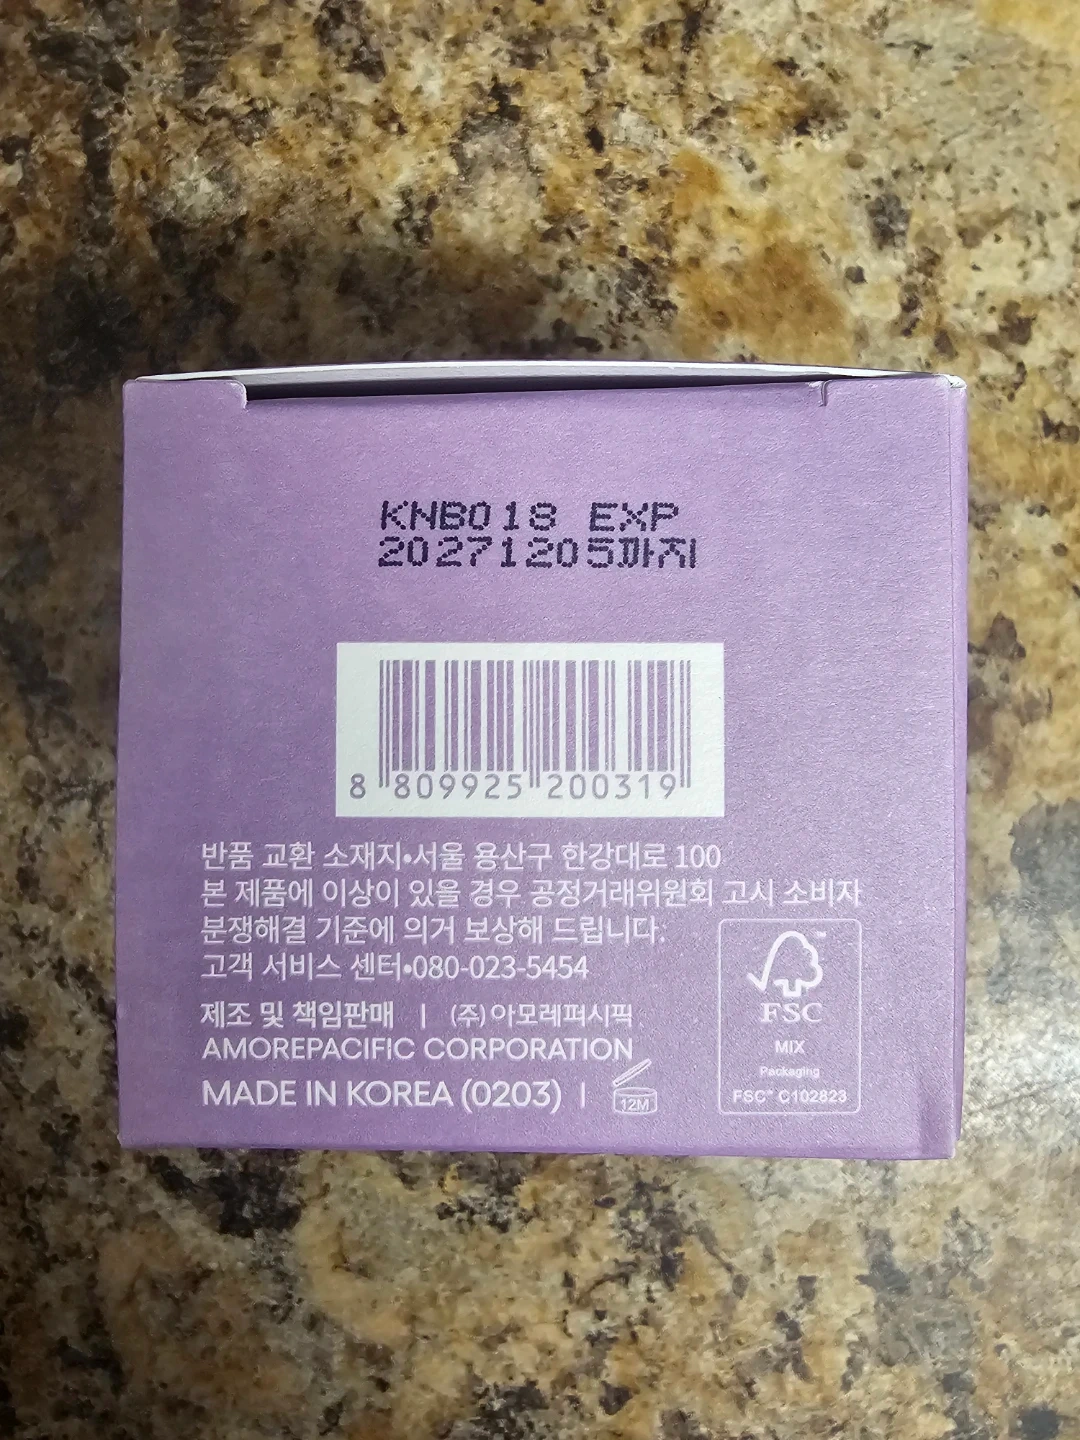 KNB018 EXP
20271205까지
8 809925 200319
반품 교환 소재지•서울 용산구 한강대로 100
본 제품에 이상이 있을 경우 공정거래위원회 고시 소비자
분쟁해결 기준에 의거 보상해 드립니다.
고객 서비스 센터•080-023-5454
제조 및 책임판매 | (주)아모레퍼시픽
AMOREPACIFIC CORPORATION
MADE IN KOREA (0203) | 12M
FSC
MIX
Packaging
FSC™ C102823